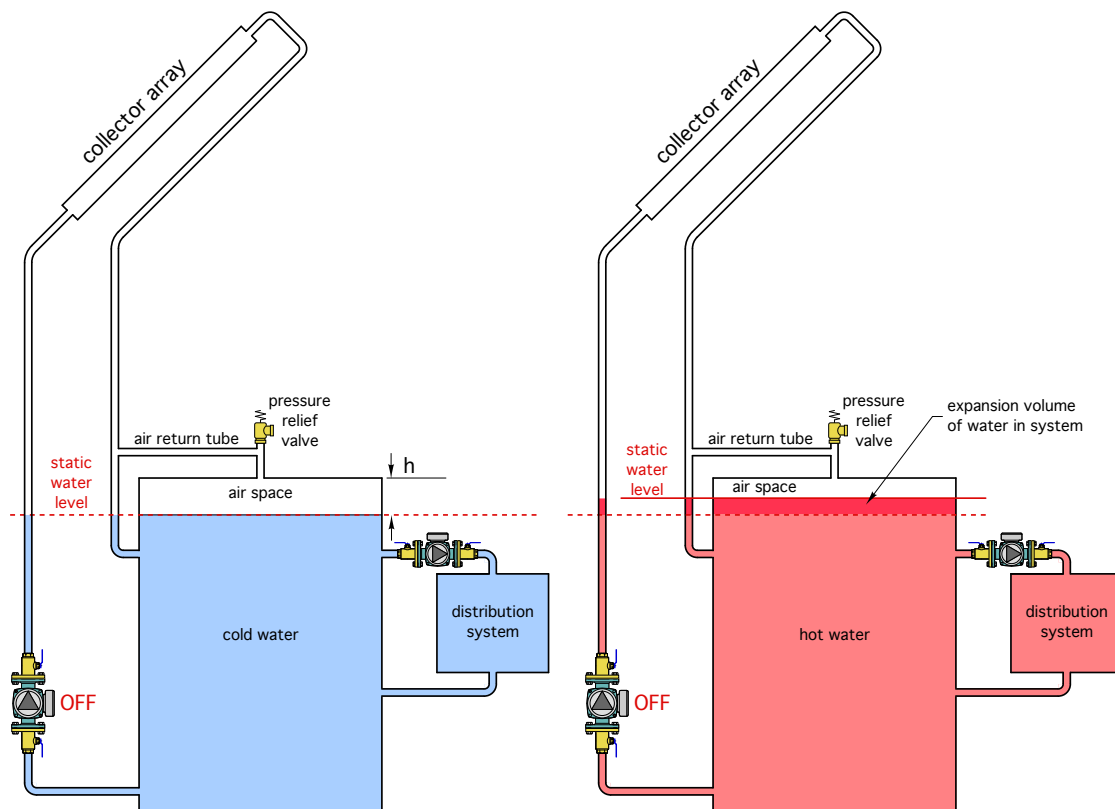 collector array
pressure
relief
valve
air return tube
static
water
level
h
air space
cold water
distribution
system
OFF
collector array
pressure
relief
valve
expansion volume
of water in system
air return tube
static
water
level
air space
hot water
distribution
system
OFF